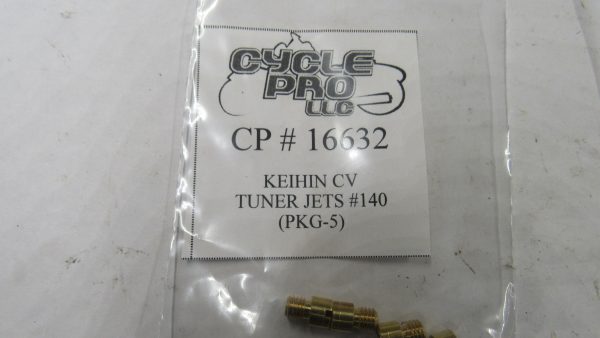 CYCLE
PRO
LLC
CP # 16632
KEIHIN CV
TUNER JETS #140
(PKG-5)